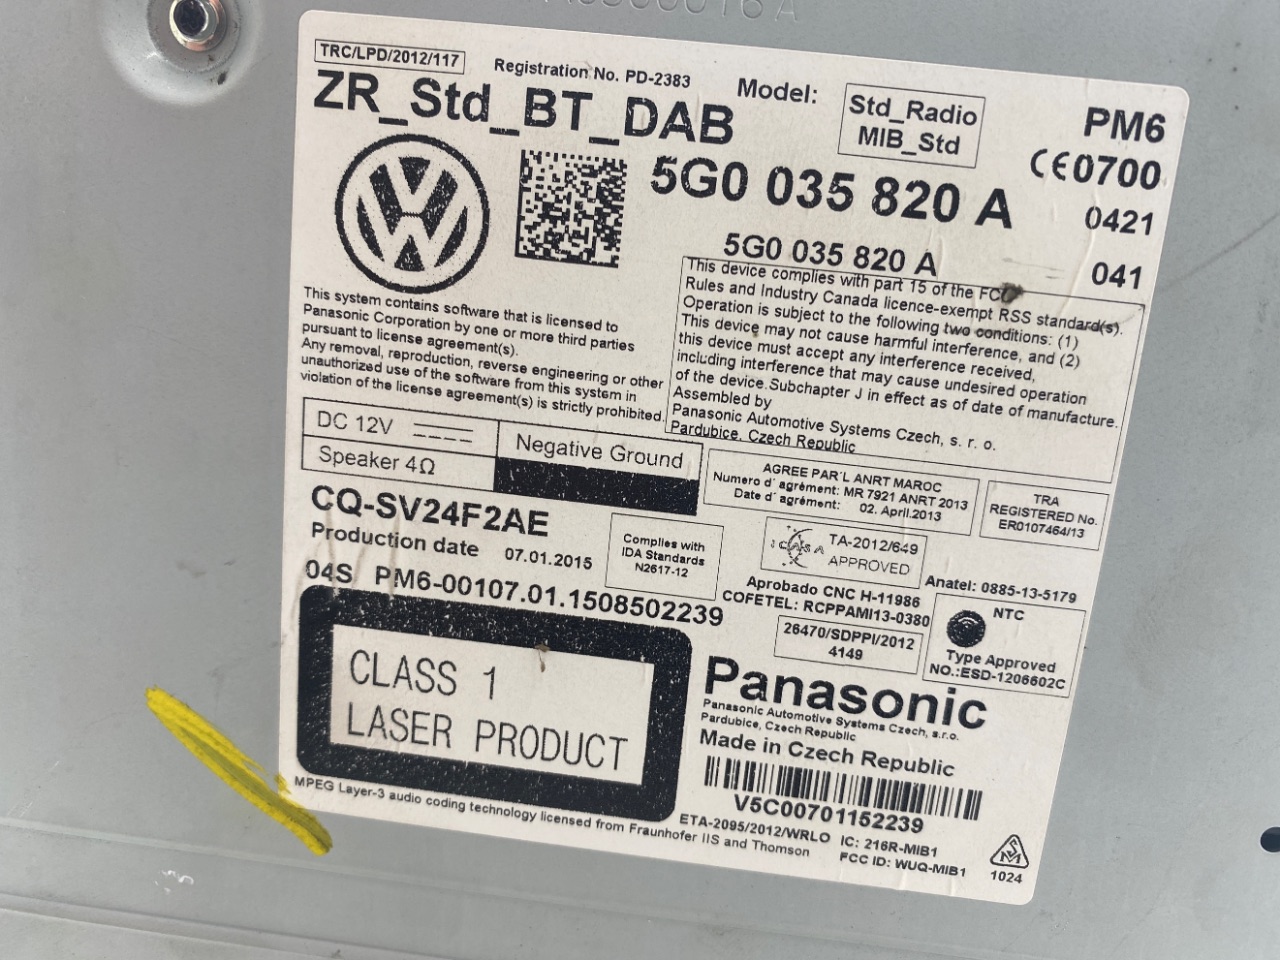 TRC/LPD/2012/117
Registration No. PD-2383
Model:
Std_Radio
MIB_Std
PM6
ZR_Std_BT_DAB
CE0700
5G0 035 820 A
0421
5G0 035 820 A
041
This system contains software that is licensed to
Panasonic Corporation by one or more third parties
pursuant to license agreement(s).
Any removal, reproduction, reverse engineering or other
unauthorized use of the software from this system in
violation of the license agreement(s) is strictly prohibited.
This device complies with part 15 of the FCC
Rules and Industry Canada licence-exempt RSS standard(s).
Operation is subject to the following two conditions: (1)
This device may not cause harmful interference, and (2)
this device must accept any interference received,
including interference that may cause undesired operation
of the device.Subchapter J in effect as of date of manufacture.
Assembled by
Panasonic Automotive Systems Czech, s. r. o.
Pardubice, Czech Republic
DC 12V
Negative Ground
Speaker 4Ω
AGREE PAR'L ANRT MAROC
Numero d´ agrément: MR 7921 ANRT 2013
Date d´ agrément: 02. April.2013
TRA
REGISTERED No.
ER0107464/13
CQ-SV24F2AE
Production date 07.01.2015
Complies with
IDA Standards
N2617-12
ICASA
TA-2012/649
APPROVED
04S PM6-00107.01.1508502239
Aprobado CNC H-11986
COFETEL: RCPPAMI13-0380
Anatel: 0885-13-5179
26470/SDPPI/2012
4149
NTC
Type Approved
NO.:ESD-1206602C
CLASS 1
LASER PRODUCT
Panasonic
Panasonic Automotive Systems Czech, s.r.o.
Pardubice, Czech Republic
Made in Czech Republic
V5C00701152239
MPEG Layer-3 audio coding technology licensed from Fraunhofer IIS and Thomson
ETA-2095/2012/WRLO
IC: 216R-MIB1
FCC ID: WUQ-MIB1
1024